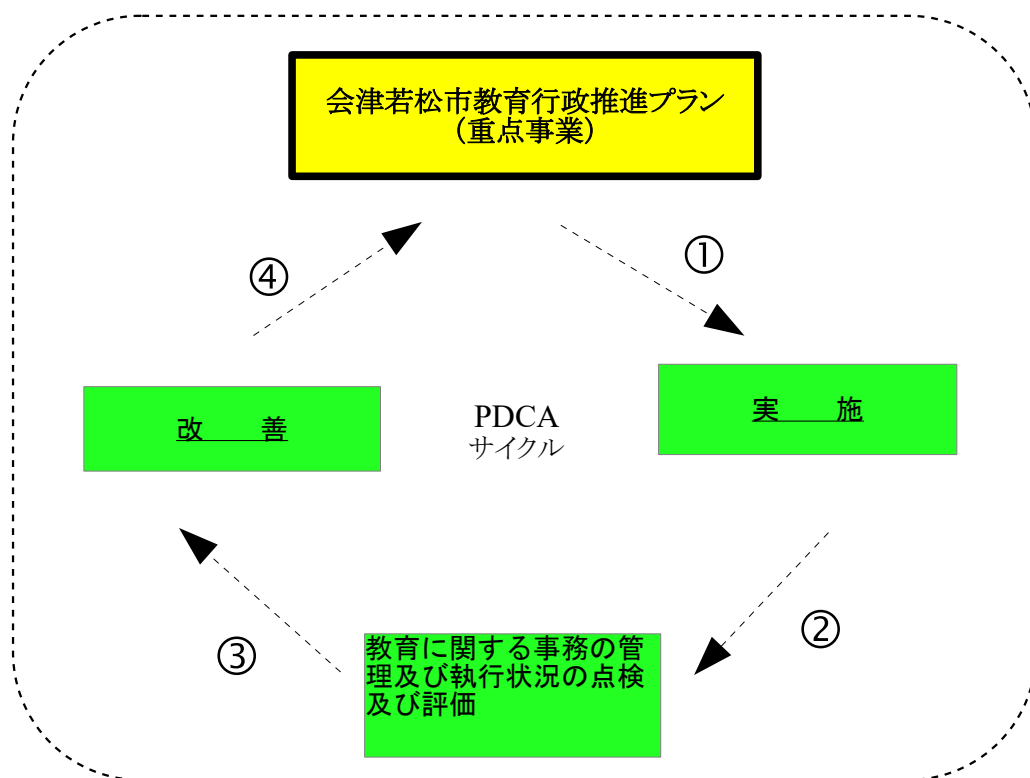 会津若松市教育行政推進プラン
（重点事業）
④
①
改　　善
PDCA
サイクル
実　　施
③
②
教育に関する事務の管
理及び執行状況の点検
及び評価